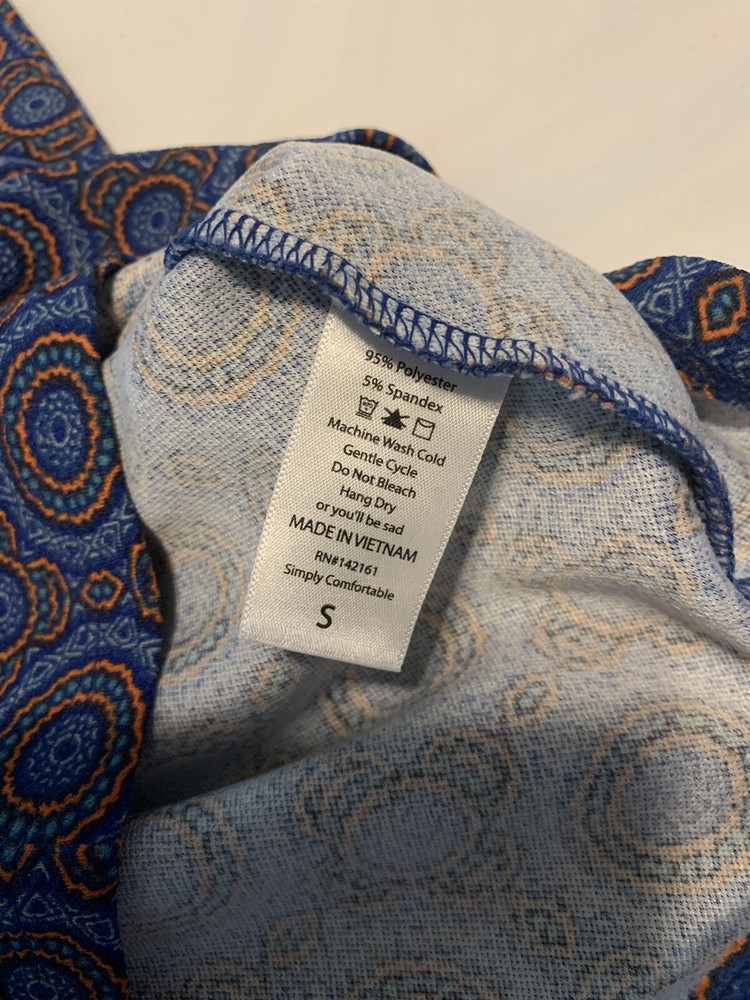 95% Polyester
5% Spandex
Machine Wash Cold
Gentle Cycle
Do Not Bleach
Hang Dry
or you'll be sad
MADE IN VIETNAM
RN#142161
Simply Comfortable
S